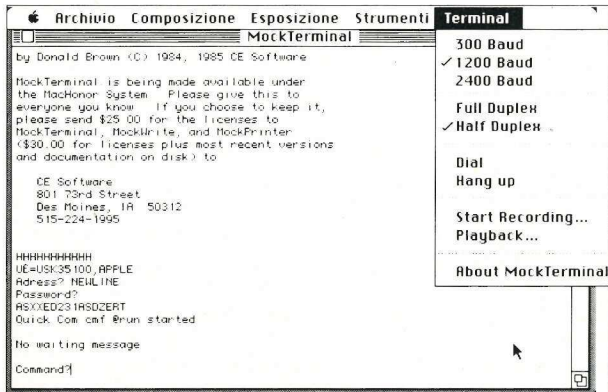 Archivio Composizione Esposizione Strumenti Terminal
MockTerminal
by Donald Brown (C) 1984, 1985 CE Software
MockTerminal is being made available under
the MacHonor System Please give this to
everyone you know If you choose to keep it,
please send $25 00 for the licenses to
MockTerminal, MockWrite, and MockPrinter
($30.00 for licenses plus most recent versions
and documentation on disk) to
CE Software
801 73rd Street
Des Moines, IA 50312
515-224-1995
HHHHHHHHHHH
UÉ=USK35100,APPLE
Adress? NEWLINE
Password?
ASXXED231ASDZERT
Quick Com cmf @run started
No waiting message
Command?
300 Baud
✓1200 Baud
2400 Baud
Full Duplex
✓Half Duplex
Dial
Hang up
Start Recording...
Playback...
About MockTerminal